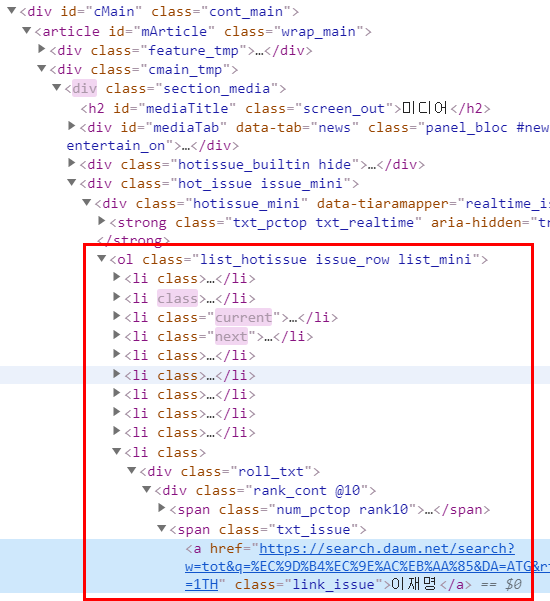 ▼<div id="cMain" class="cont_main">
▼<article id="mArticle" class="wrap_main">
▶<div class="feature_tmp">…</div>
▼<div class="cmain_tmp">
▼<div class="section_media">
<h2 id="mediaTitle" class="screen_out">미디어</h2>
▶<div id="mediaTab" data-tab="news" class="panel_bloc #new
entertain_on">…</div>
▶<div class="hotissue_builtin hide">…</div>
▼<div class="hot_issue issue_mini">
▼<div class="hotissue_mini" data-tiaramapper="realtime_is
▶<strong class="txt_pctop txt_realtime" aria-hidden="tr
</strong>
▼<ol class="list_hotissue issue_row list_mini">
▶<li class>…</li>
▶<li class>…</li>
▶<li class="current">…</li>
▶<li class="next">…</li>
▶<li class>…</li>
▶<li class>…</li>
▶<li class>…</li>
▶<li class>…</li>
▶<li class>…</li>
▼<li class>
▼<div class="roll_txt">
▼<div class="rank_cont @10">
▶<span class="num_pctop rank10">…</span>
▼<span class="txt_issue">
<a href="https://search.daum.net/search?
w=tot&q=%EC%9D%B4%EC%9E%AC%EB%AA%85&DA=ATG&rt
=1TH" class="link_issue">이재명</a> == $0